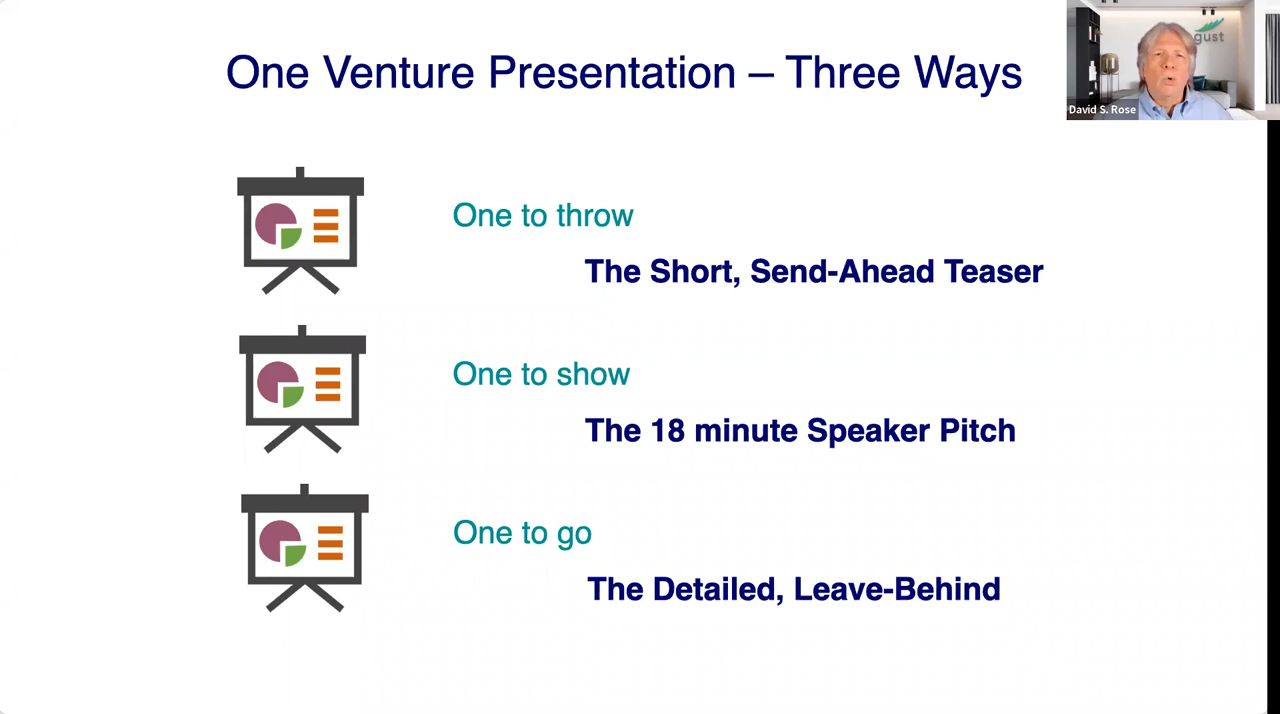 One Venture Presentation – Three Ways
gust
David S. Rose
One to throw
The Short, Send-Ahead Teaser
One to show
The 18 minute Speaker Pitch
One to go
The Detailed, Leave-Behind